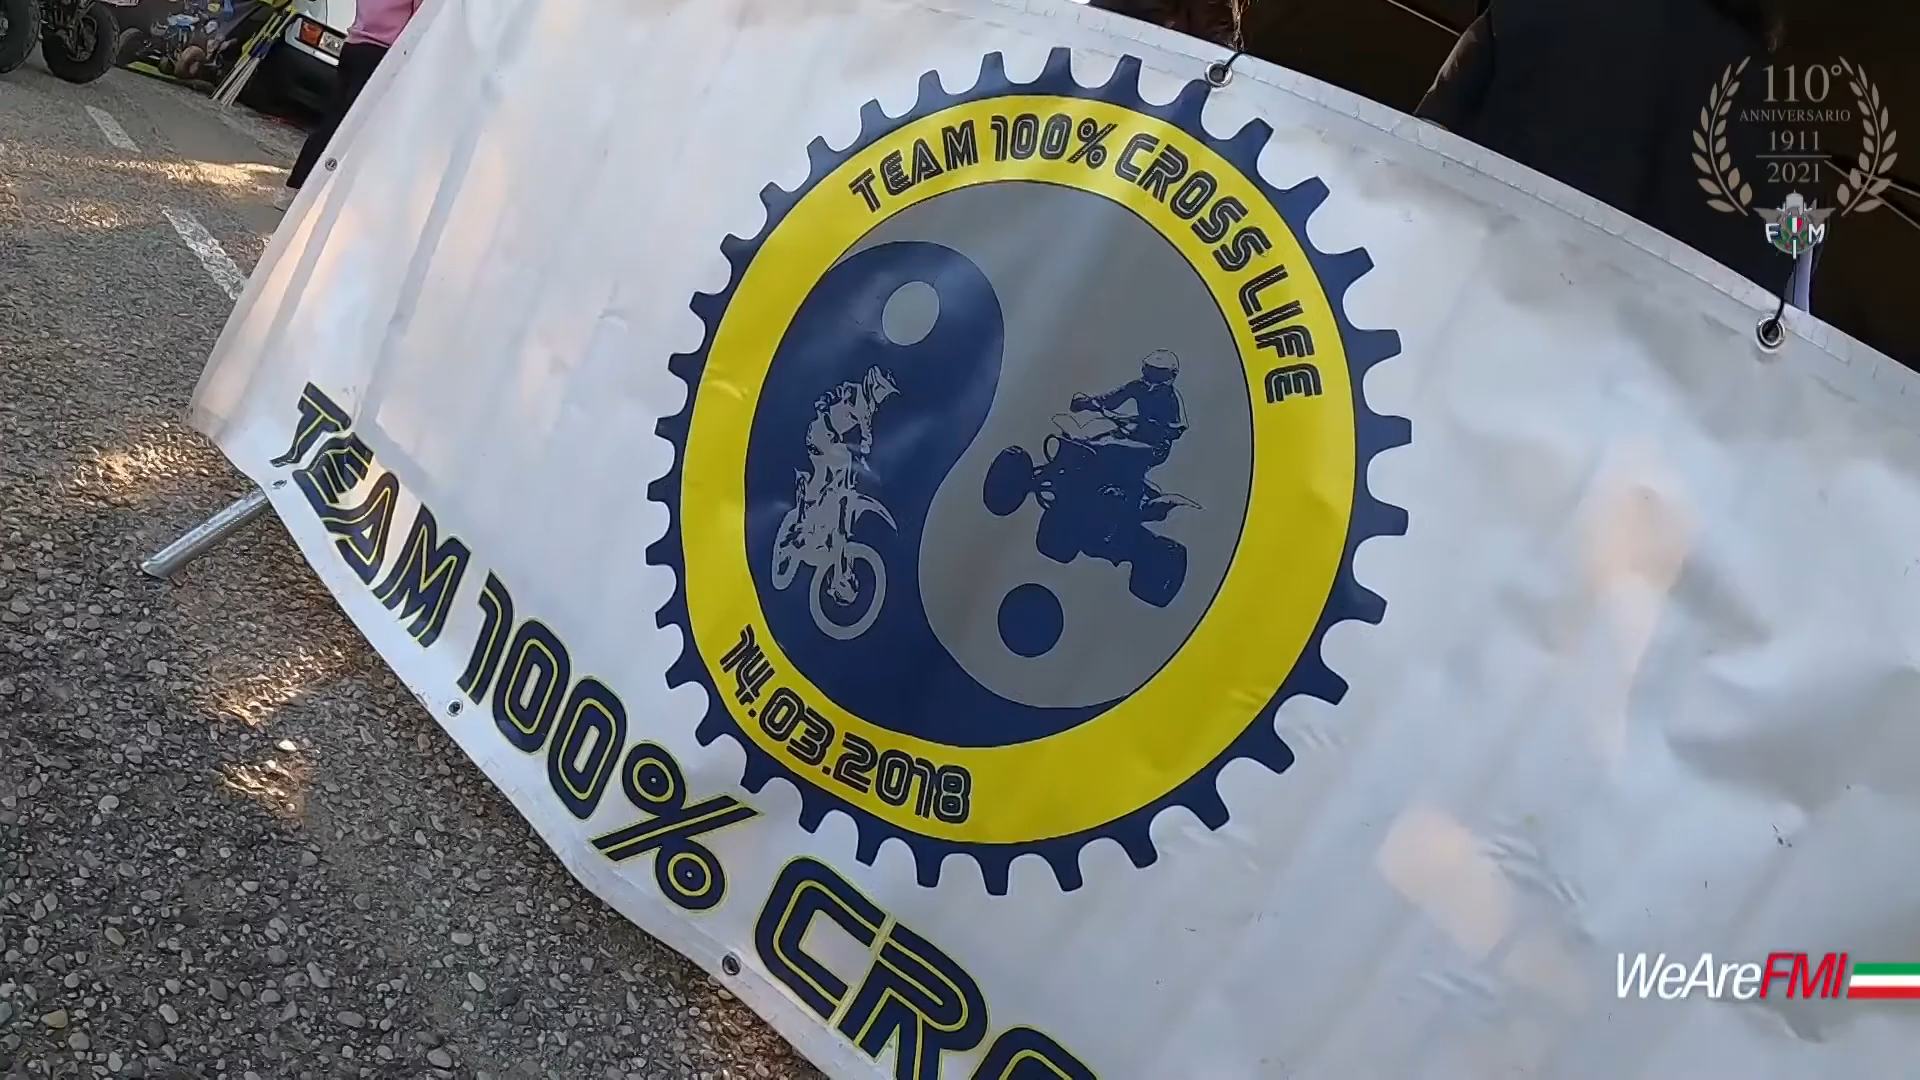 110°
ANNIVERSARIO
1911
2021
FMI
TEAM 100% CROSS LIFE
14.03.2018
TEAM 100% CRO
WeAreFMI